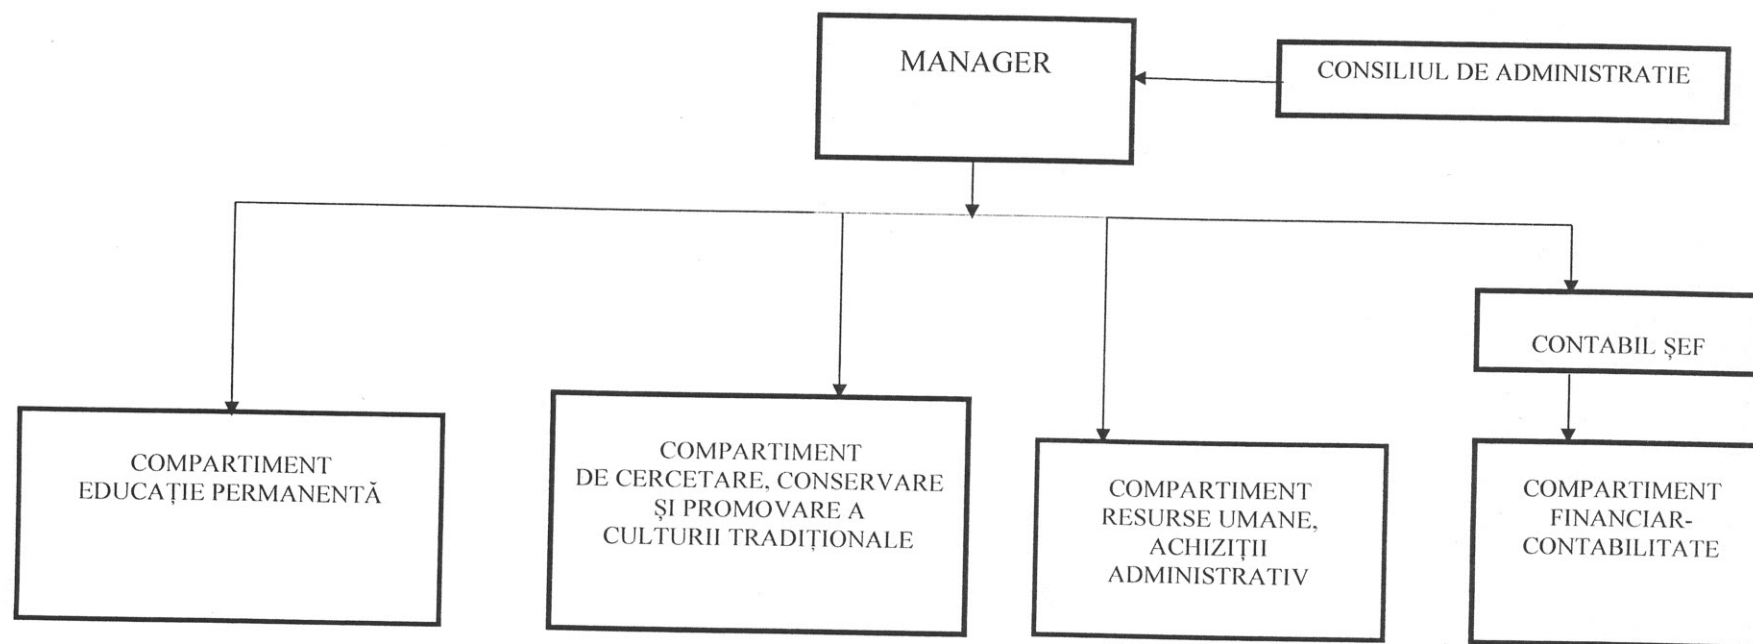 MANAGER
CONSILIUL DE ADMINISTRATIE
CONTABIL ȘEF
COMPARTIMENT
EDUCAȚIE PERMANENTĂ
COMPARTIMENT
DE CERCETARE, CONSERVARE
ȘI PROMOVARE A
CULTURII TRADIȚIONALE
COMPARTIMENT
RESURSE UMANE,
ACHIZIȚII
ADMINISTRATIV
COMPARTIMENT
FINANCIAR-
CONTABILITATE